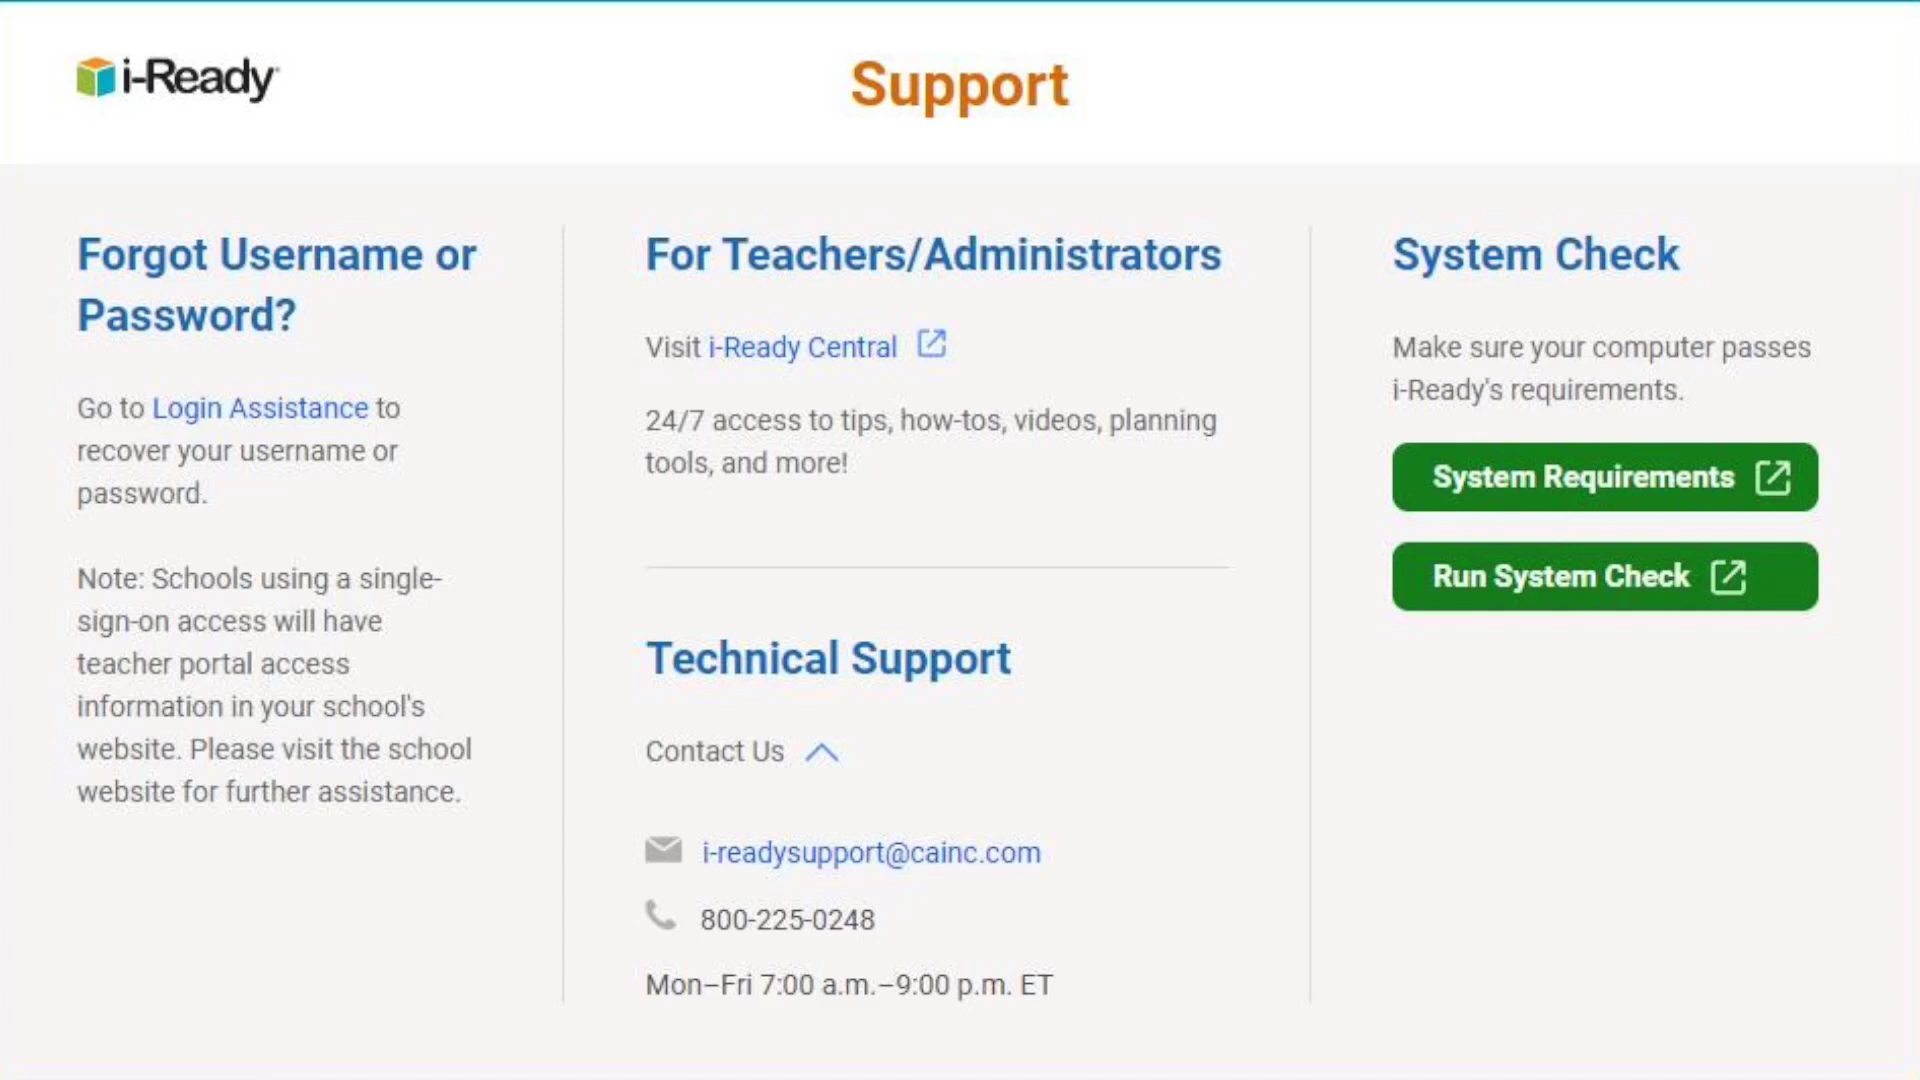 i-Ready
Support
Forgot Username or
Password?
Go to Login Assistance to
recover your username or
password.
Note: Schools using a single-
sign-on access will have
teacher portal access
information in your school's
website. Please visit the school
website for further assistance.
For Teachers/Administrators
Visit i-Ready Central
24/7 access to tips, how-tos, videos, planning
tools, and more!
Technical Support
Contact Us
i-readysupport@cainc.com
800-225-0248
Mon–Fri 7:00 a.m.–9:00 p.m. ET
System Check
Make sure your computer passes
i-Ready's requirements.
System Requirements
Run System Check